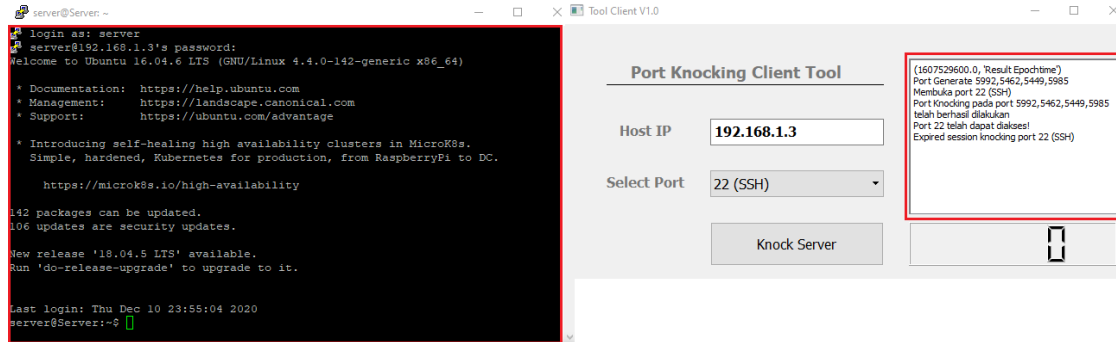 server@Server: ~
login as: server
server@192.168.1.3's password:
Welcome to Ubuntu 16.04.6 LTS (GNU/Linux 4.4.0-142-generic x86_64)
* Documentation: https://help.ubuntu.com
* Management: https://landscape.canonical.com
* Support: https://ubuntu.com/advantage
* Introducing self-healing high availability clusters in MicroK8s.
Simple, hardened, Kubernetes for production, from RaspberryPi to DC.
https://microk8s.io/high-availability
142 packages can be updated.
106 updates are security updates.
New release '18.04.5 LTS' available.
Run 'do-release-upgrade' to upgrade to it.
Last login: Thu Dec 10 23:55:04 2020
server@Server:~$
Tool Client V1.0
Port Knocking Client Tool
Host IP
192.168.1.3
Select Port
22 (SSH)
Knock Server
(1607529600.0, 'Result Epochtime')
Port Generate 5992,5462,5449,5985
Membuka port 22 (SSH)
Port Knocking pada port 5992,5462,5449,5985
telah berhasil dilakukan
Port 22 telah dapat diakses!
Expired session knocking port 22 (SSH)
0